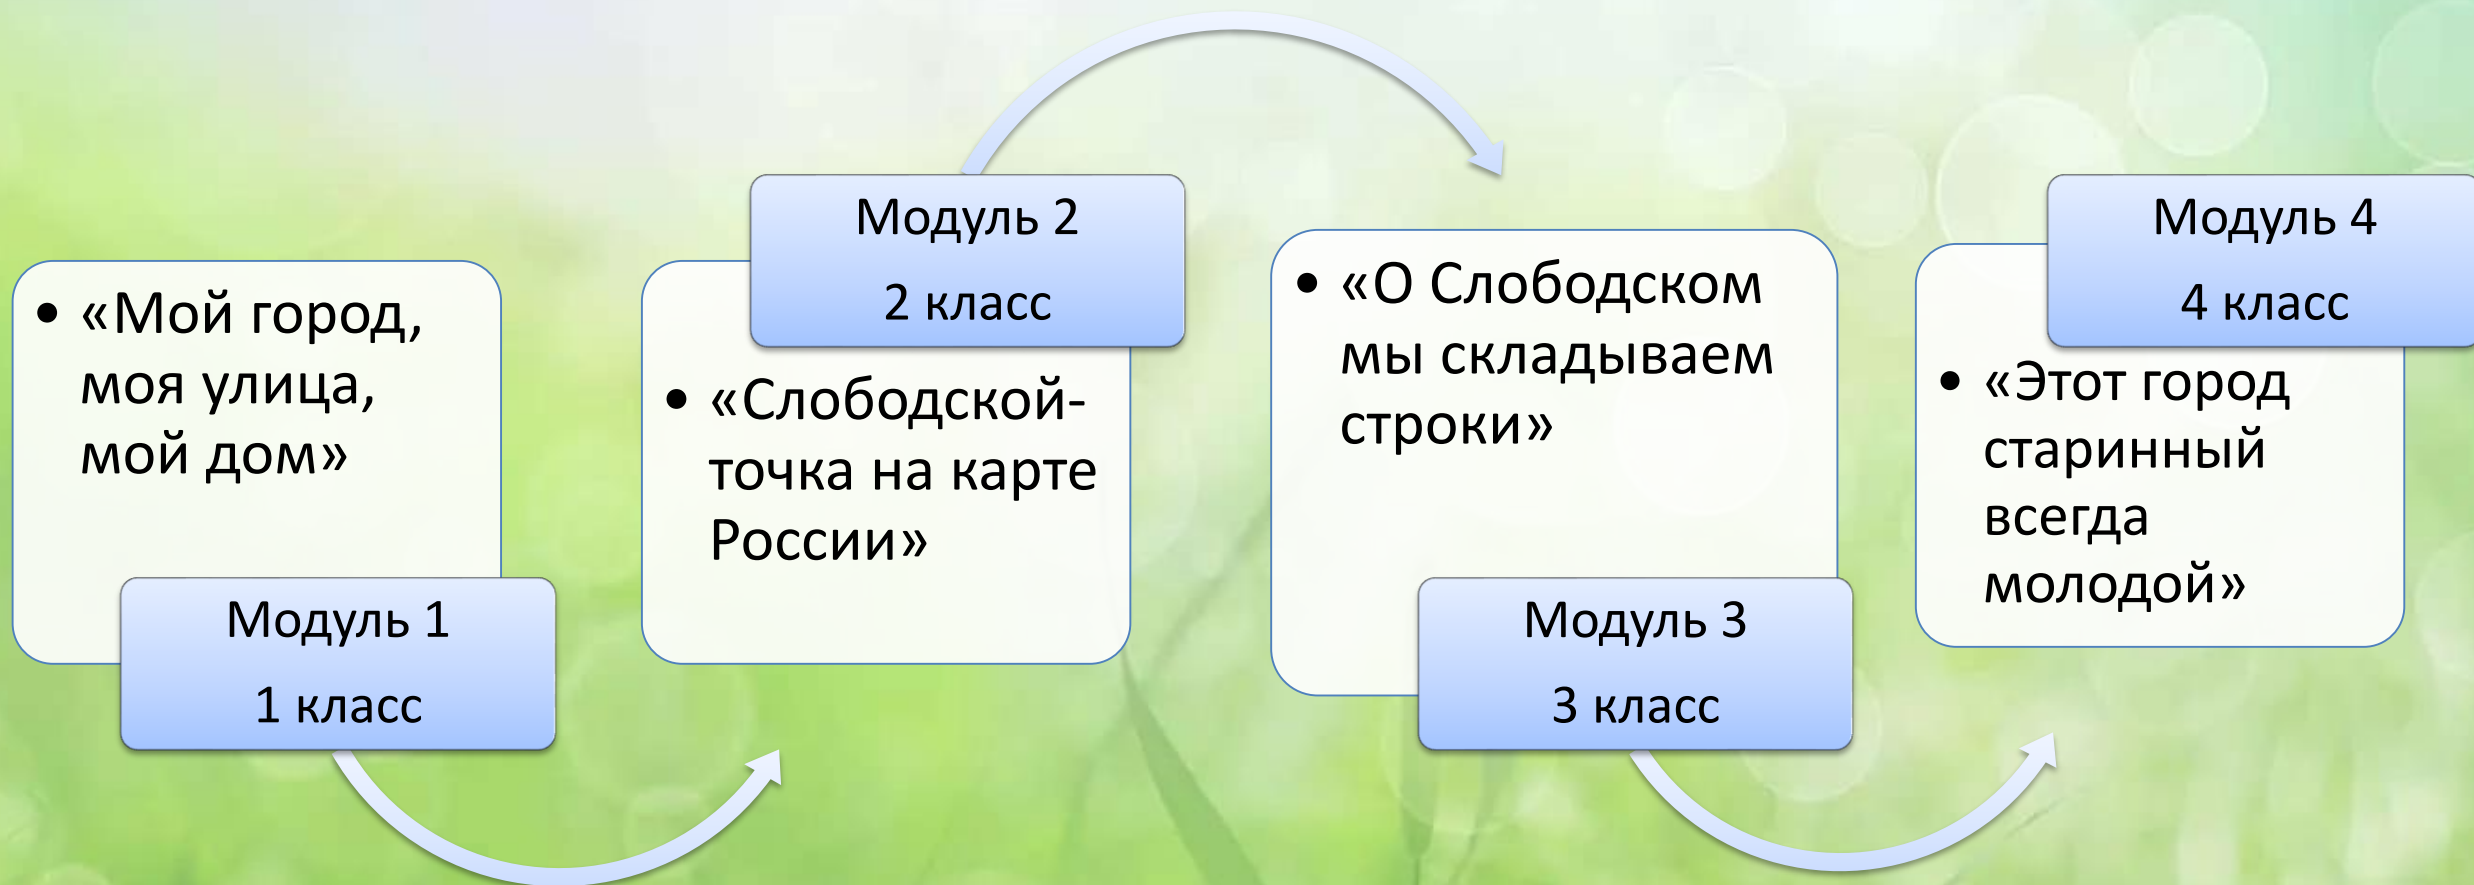 • «Мой город,
моя улица,
мой дом»
Модуль 1
1 класс
Модуль 2
2 класс
• «Слободской-
точка на карте
России»
• «О Слободском
мы складываем
строки»
Модуль 3
3 класс
Модуль 4
4 класс
• «Этот город
старинный
всегда
молодой»